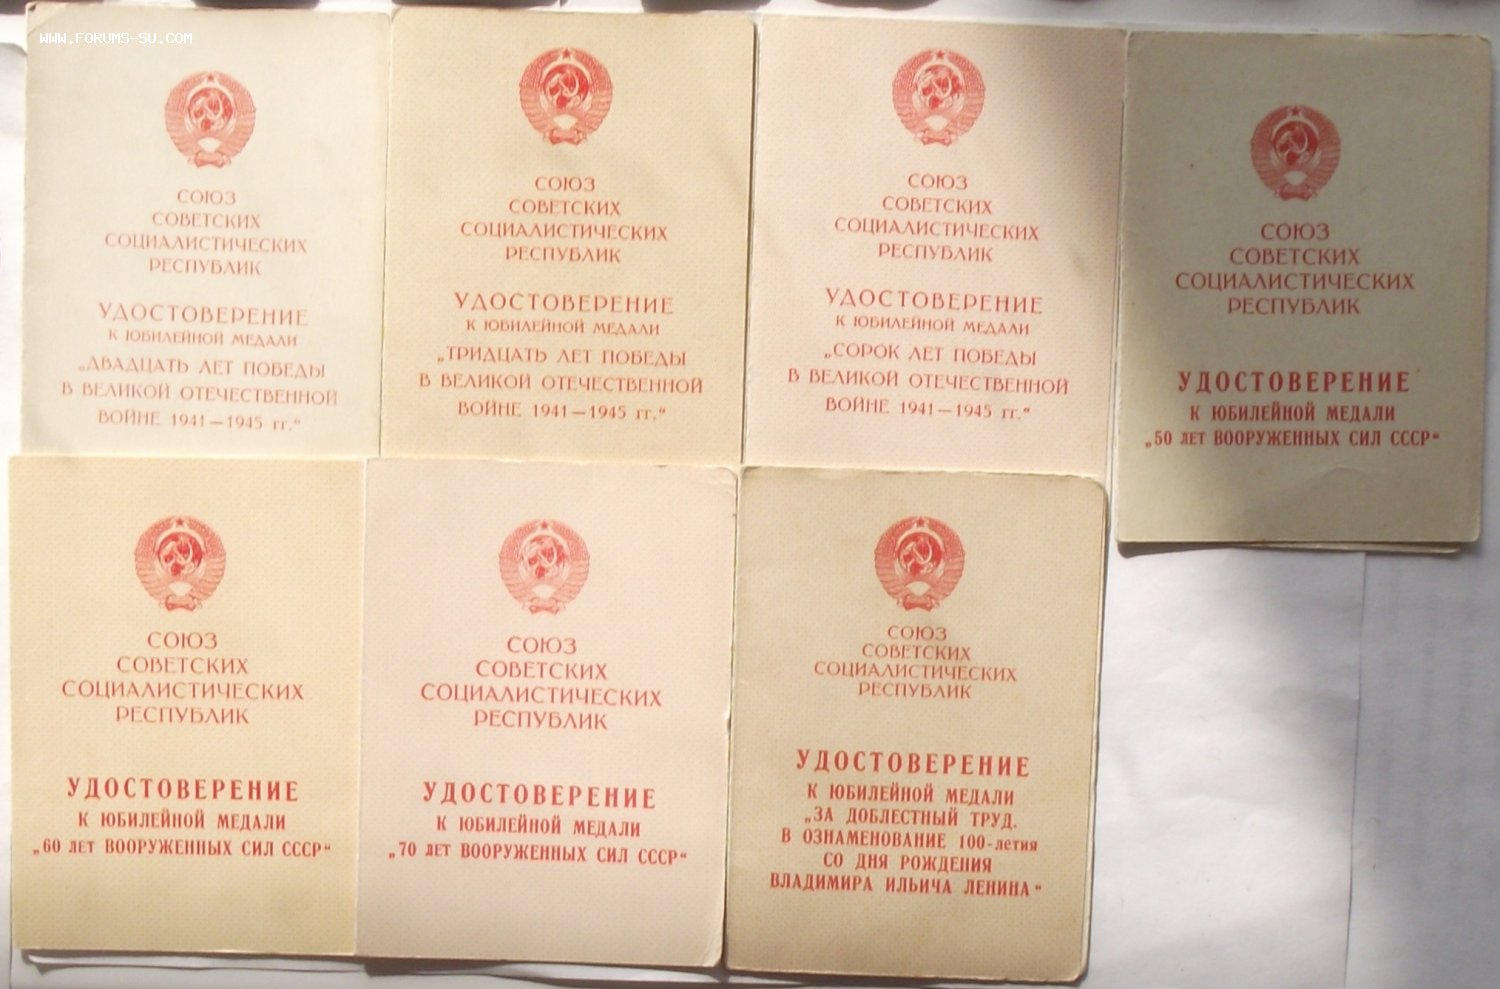 WWW.FORUMS-SU.COM
СОЮЗ
СОВЕТСКИХ
СОЦИАЛИСТИЧЕСКИХ
РЕСПУБЛИК
УДОСТОВЕРЕНИЕ
К ЮБИЛЕЙНОЙ МЕДАЛИ
„ДВАДЦАТЬ ЛЕТ ПОБЕДЫ
В ВЕЛИКОЙ ОТЕЧЕСТВЕННОЙ
ВОЙНЕ 1941—1945 гг.“
СОЮЗ
СОВЕТСКИХ
СОЦИАЛИСТИЧЕСКИХ
РЕСПУБЛИК
УДОСТОВЕРЕНИЕ
К ЮБИЛЕЙНОЙ МЕДАЛИ
„ТРИДЦАТЬ ЛЕТ ПОБЕДЫ
В ВЕЛИКОЙ ОТЕЧЕСТВЕННОЙ
ВОЙНЕ 1941—1945 гг.“
СОЮЗ
СОВЕТСКИХ
СОЦИАЛИСТИЧЕСКИХ
РЕСПУБЛИК
УДОСТОВЕРЕНИЕ
К ЮБИЛЕЙНОЙ МЕДАЛИ
„СОРОК ЛЕТ ПОБЕДЫ
В ВЕЛИКОЙ ОТЕЧЕСТВЕННОЙ
ВОЙНЕ 1941—1945 гг.“
СОЮЗ
СОВЕТСКИХ
СОЦИАЛИСТИЧЕСКИХ
РЕСПУБЛИК
УДОСТОВЕРЕНИЕ
К ЮБИЛЕЙНОЙ МЕДАЛИ
„50 лет ВООРУЖЕННЫХ СИЛ СССР“
СОЮЗ
СОВЕТСКИХ
СОЦИАЛИСТИЧЕСКИХ
РЕСПУБЛИК
УДОСТОВЕРЕНИЕ
К ЮБИЛЕЙНОЙ МЕДАЛИ
„60 лет ВООРУЖЕННЫХ СИЛ СССР“
СОЮЗ
СОВЕТСКИХ
СОЦИАЛИСТИЧЕСКИХ
РЕСПУБЛИК
УДОСТОВЕРЕНИЕ
К ЮБИЛЕЙНОЙ МЕДАЛИ
„70 лет ВООРУЖЕННЫХ СИЛ СССР“
СОЮЗ
СОВЕТСКИХ
СОЦИАЛИСТИЧЕСКИХ
РЕСПУБЛИК
УДОСТОВЕРЕНИЕ
К ЮБИЛЕЙНОЙ МЕДАЛИ
„ЗА ДОБЛЕСТНЫЙ ТРУД.
В ОЗНАМЕНОВАНИЕ 100-летия
СО ДНЯ РОЖДЕНИЯ
ВЛАДИМИРА ИЛЬИЧА ЛЕНИНА“